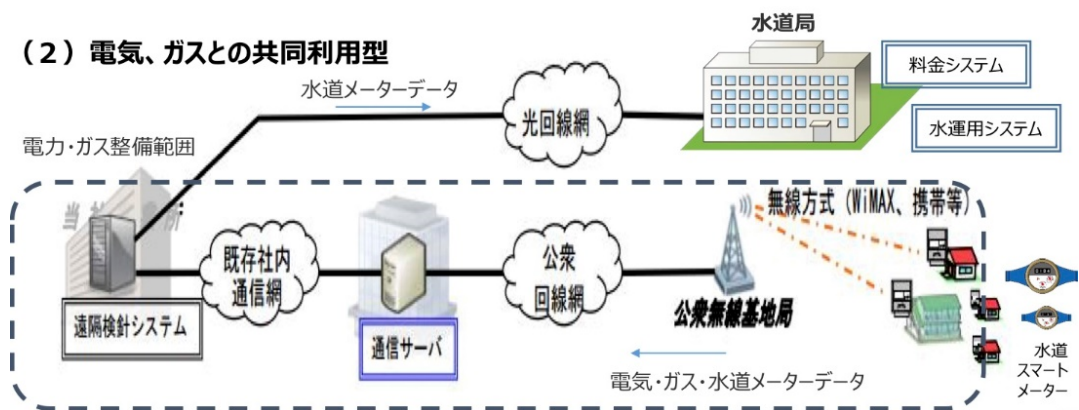 (2)電気、ガスとの共同利用型
水道局
料金システム
水運用システム
水道メーターデータ
光回線網
電力・ガス整備範囲
無線方式(WiMAX、携帯等)
既存社内
通信網
公衆
回線網
遠隔検針システム
通信サーバ
公衆無線基地局
電気・ガス・水道メーターデータ
水道
スマート
メーター